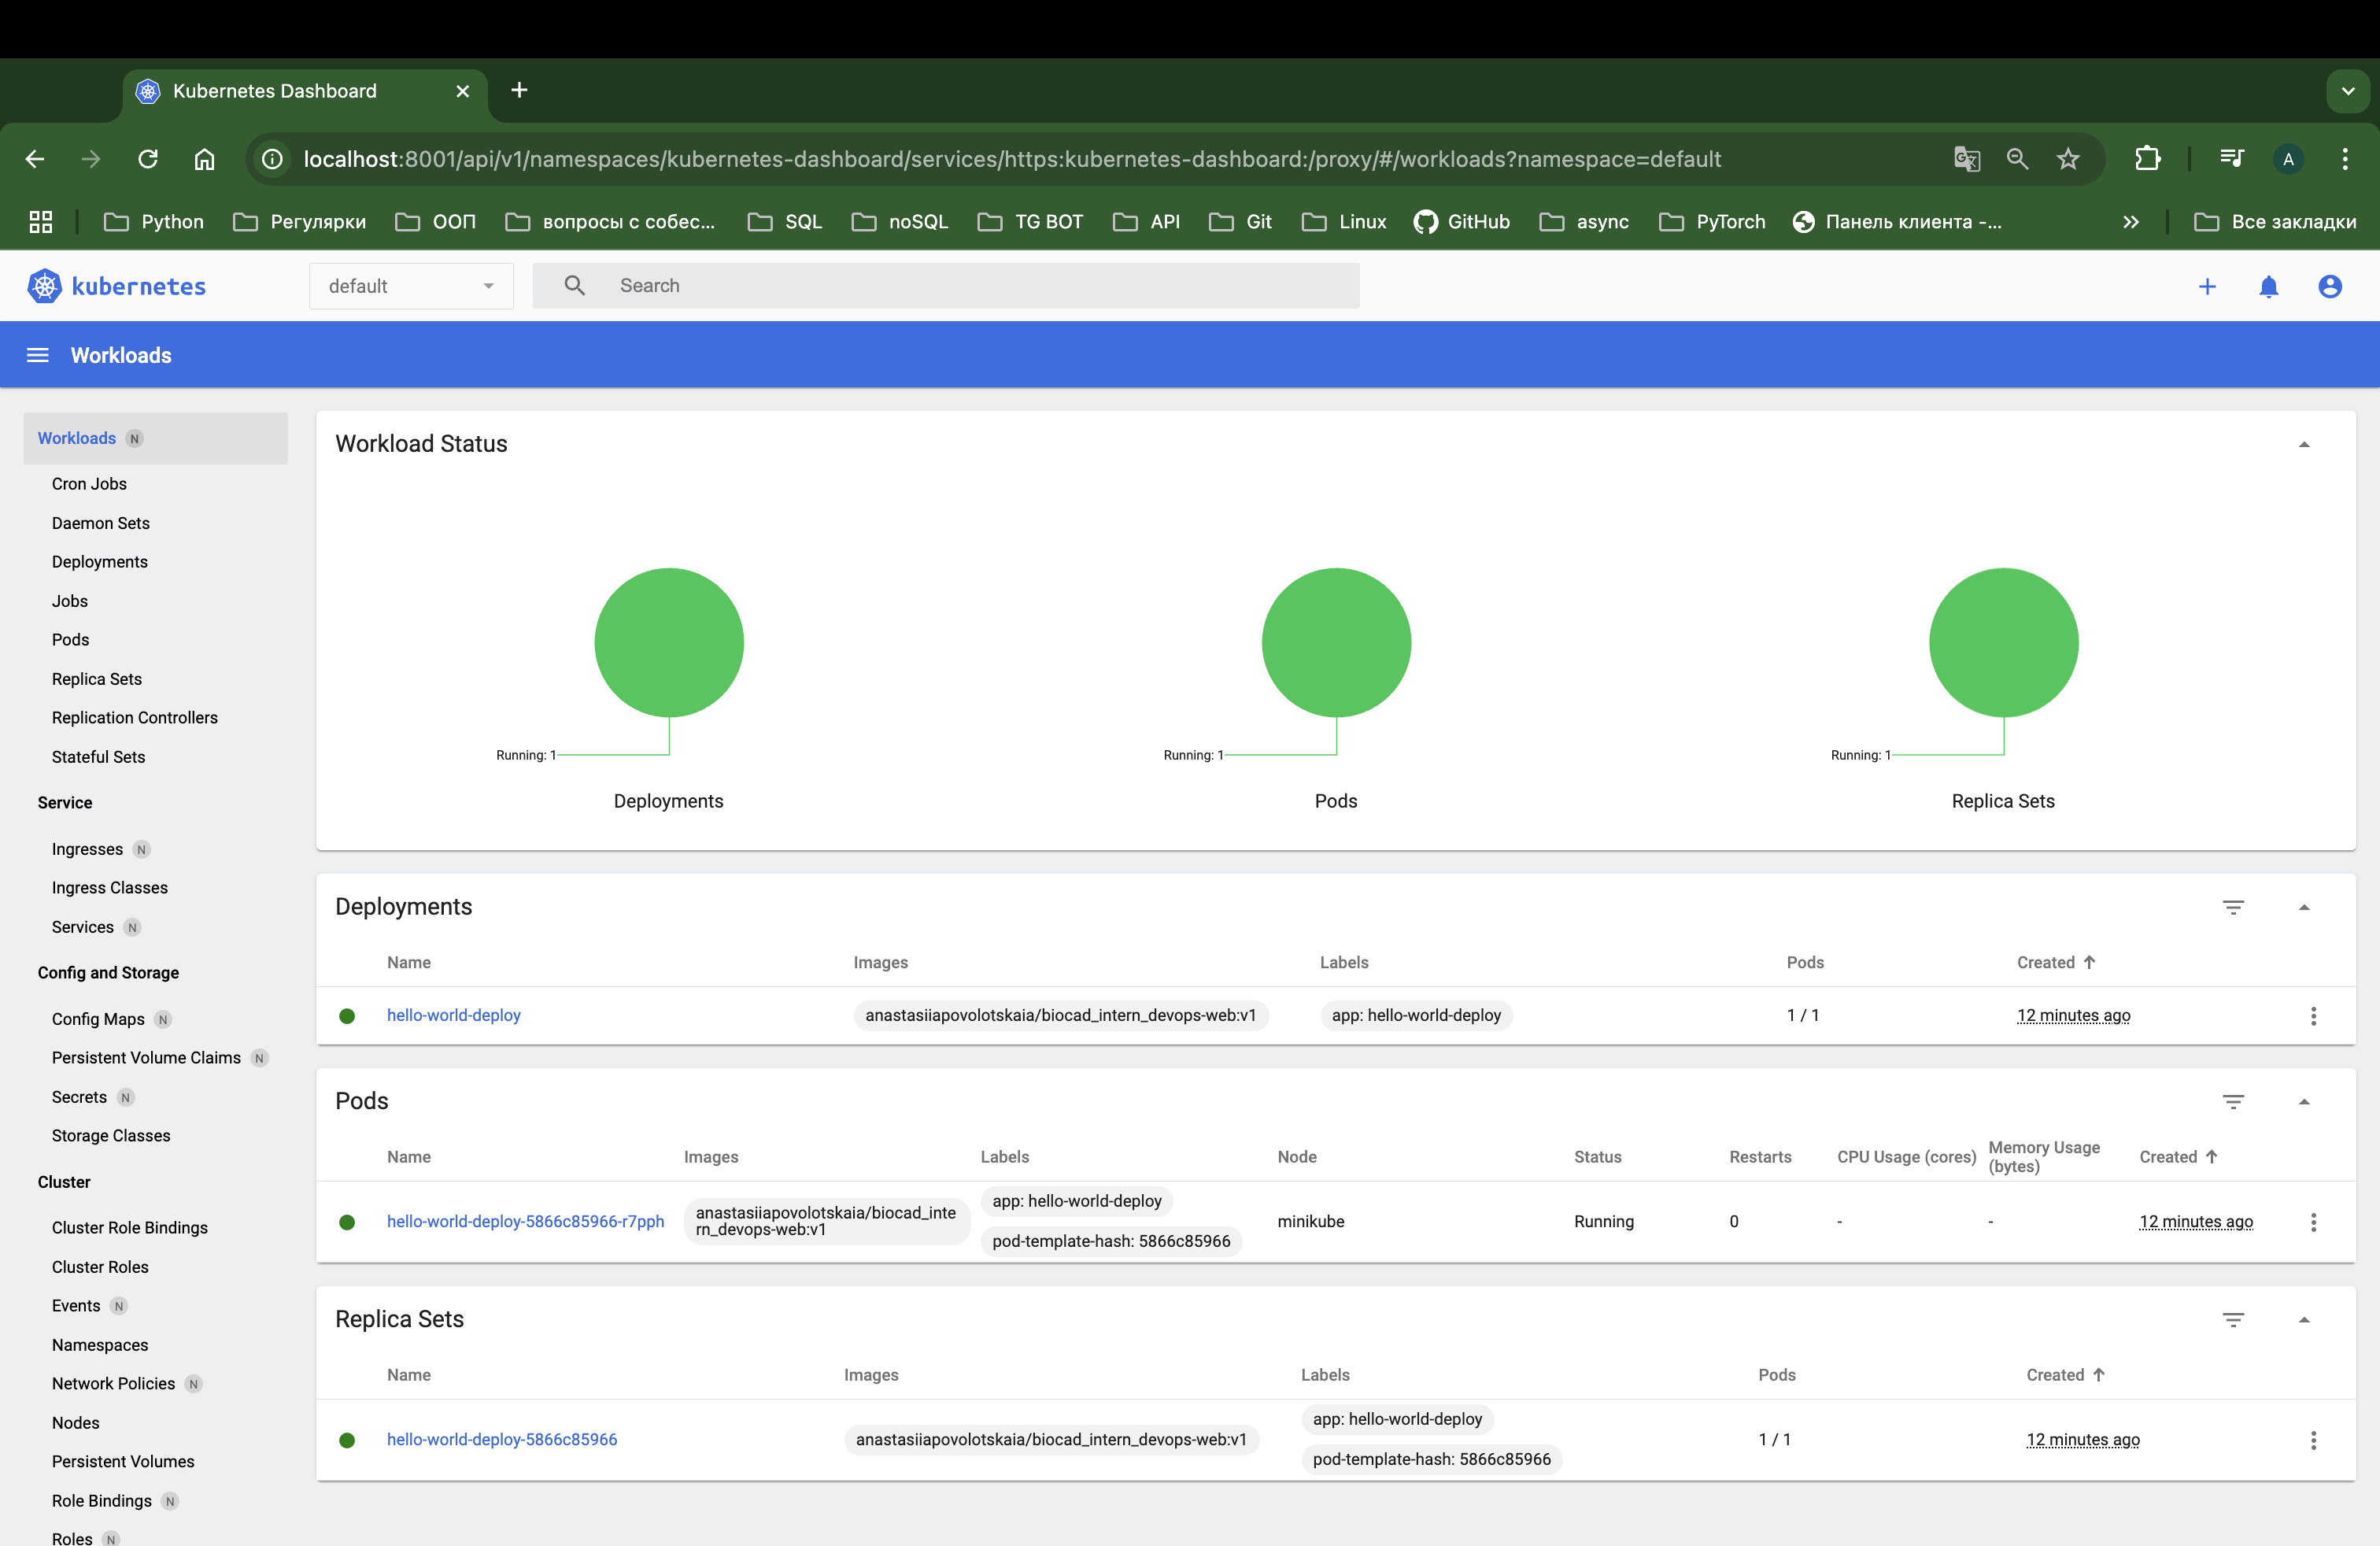 Kubernetes Dashboard
localhost:8001/api/v1/namespaces/kubernetes-dashboard/services/https:kubernetes-dashboard:/proxy/#/workloads?namespace=default
A
Python Регулярки ООП вопросы с собес... SQL noSQL TG BOT API Git Linux GitHub async PyTorch Панель клиента -... Все закладки
kubernetes default Search
Workloads
Workloads N
Cron Jobs
Daemon Sets
Deployments
Jobs
Pods
Replica Sets
Replication Controllers
Stateful Sets
Service
Ingresses N
Ingress Classes
Services N
Config and Storage
Config Maps N
Persistent Volume Claims N
Secrets N
Storage Classes
Cluster
Cluster Role Bindings
Cluster Roles
Events N
Namespaces
Network Policies N
Nodes
Persistent Volumes
Role Bindings N
Roles N
Workload Status
Running: 1 Running: 1 Running: 1
Deployments Pods Replica Sets
Deployments
Name Images Labels Pods Created
hello-world-deploy anastasiiapovolotskaia/biocad_intern_devops-web:v1 app: hello-world-deploy 1 / 1 12 minutes ago
Pods
Name Images Labels Node Status Restarts CPU Usage (cores) Memory Usage (bytes) Created
hello-world-deploy-5866c85966-r7pph anastasiiapovolotskaia/biocad_inte
rn_devops-web:v1 app: hello-world-deploy
pod-template-hash: 5866c85966 minikube Running 0 - - 12 minutes ago
Replica Sets
Name Images Labels Pods Created
hello-world-deploy-5866c85966 anastasiiapovolotskaia/biocad_intern_devops-web:v1 app: hello-world-deploy
pod-template-hash: 5866c85966 1 / 1 12 minutes ago